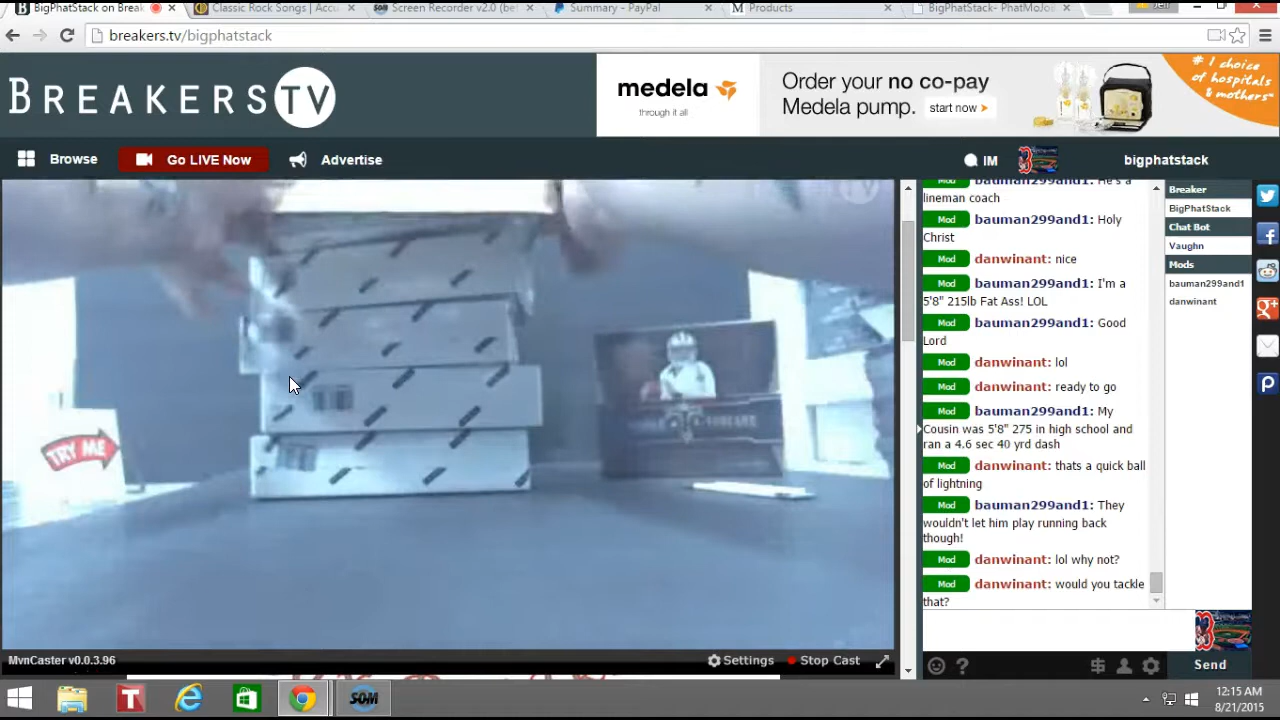 BigPhatStack on Break
Classic Rock Songs | Accu
Screen Recorder v2.0 (be
Summary - PayPal
Products
BigPhatStack- PhatMoJo
Jeff
breakers.tv/bigphatstack
BREAKERS TV
medela
through it all
Order your no co-pay
Medela pump. start now >
# 1 choice
of hospitals
& mothers*
Browse
Go LIVE Now
Advertise
IM
bigphatstack
TRY ME
Mod bauman299and1: He's a
lineman coach
Mod bauman299and1: Holy
Christ
Mod danwinant: nice
Mod bauman299and1: I'm a
5'8" 215lb Fat Ass! LOL
Mod bauman299and1: Good
Lord
Mod danwinant: lol
Mod danwinant: ready to go
Mod bauman299and1: My
Cousin was 5'8" 275 in high school and
ran a 4.6 sec 40 yrd dash
Mod danwinant: thats a quick ball
of lightning
Mod bauman299and1: They
wouldn't let him play running back
though!
Mod danwinant: lol why not?
Mod danwinant: would you tackle
that?
Breaker
BigPhatStack
Chat Bot
Vaughn
Mods
bauman299and1
danwinant
MvnCaster v0.0.3.96
Settings
Stop Cast
Send
SOM
12:15 AM
8/21/2015